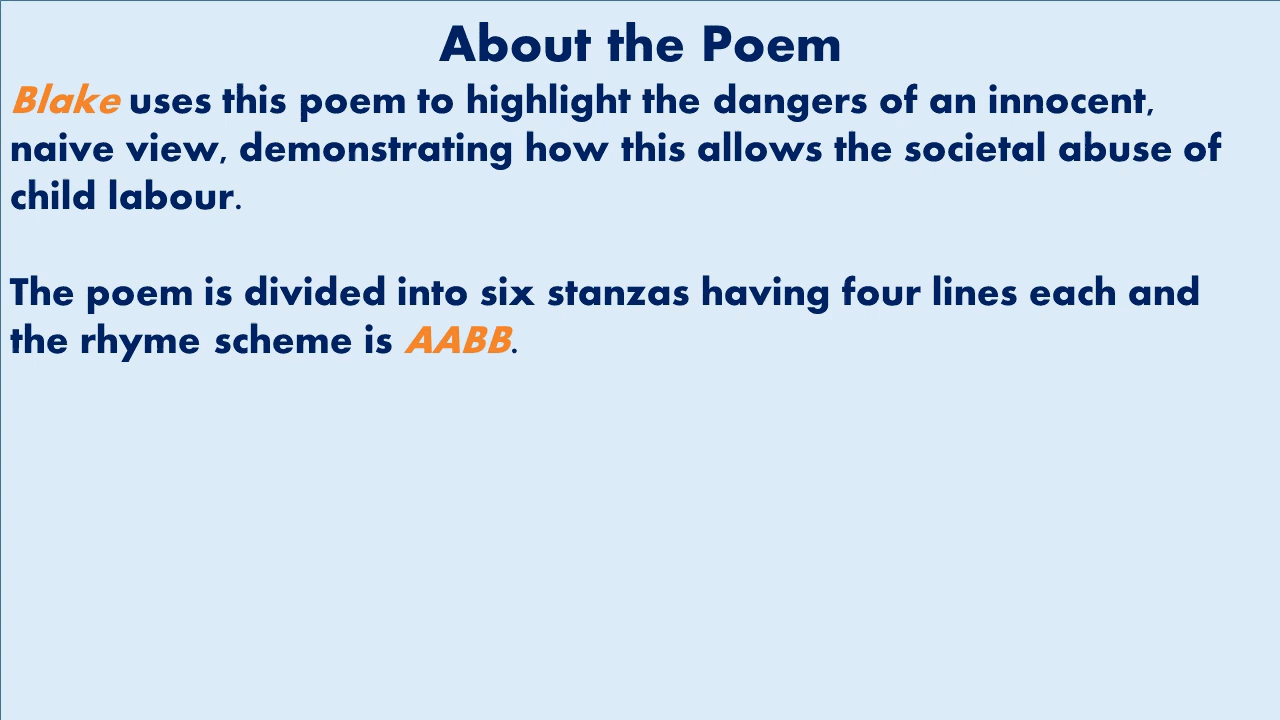 About the Poem
Blake uses this poem to highlight the dangers of an innocent,
naive view, demonstrating how this allows the societal abuse of
child labour.
The poem is divided into six stanzas having four lines each and
the rhyme scheme is AABB.